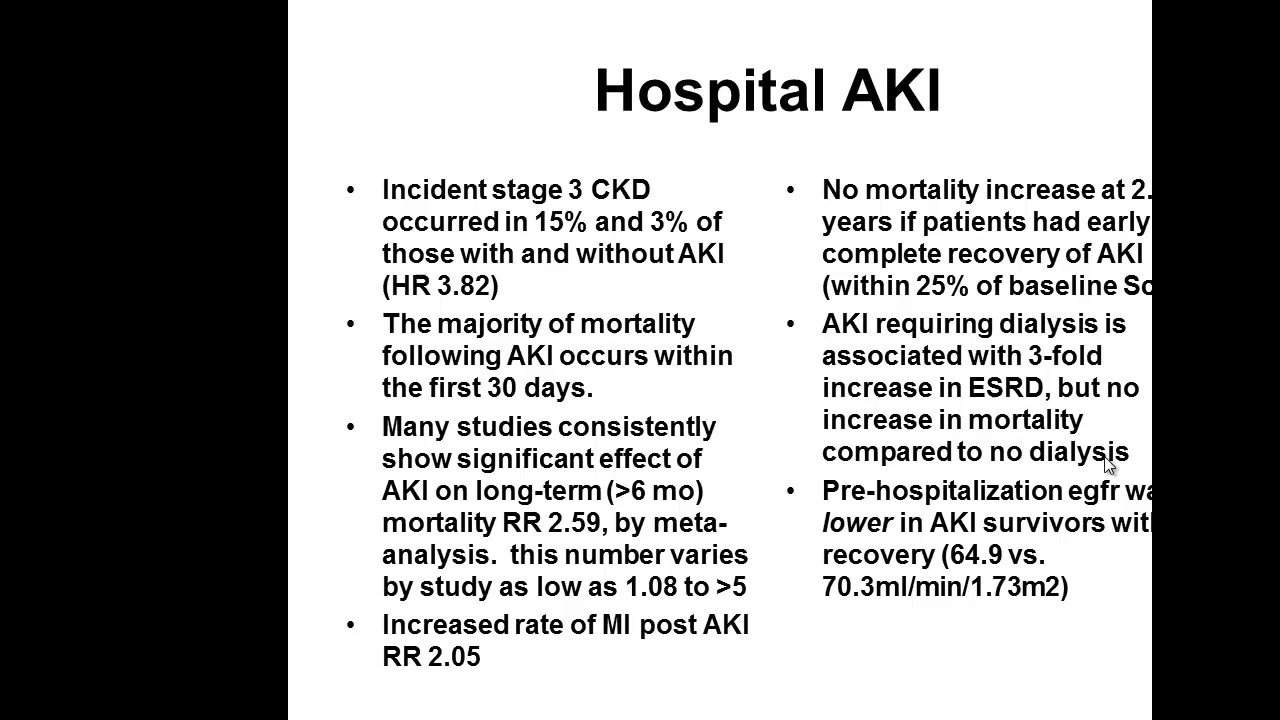 Hospital AKI
• Incident stage 3 CKD
occurred in 15% and 3% of
those with and without AKI
(HR 3.82)
• The majority of mortality
following AKI occurs within
the first 30 days.
• Many studies consistently
show significant effect of
AKI on long-term (>6 mo)
mortality RR 2.59, by meta-
analysis.  this number varies
by study as low as 1.08 to >5
• Increased rate of MI post AKI
RR 2.05
• No mortality increase at 2.
years if patients had early
complete recovery of AKI
(within 25% of baseline
• AKI requiring dialysis is
associated with 3-fold
increase in ESRD, but no
increase in mortality
compared to no dialysis
• Pre-hospitalization egfr
lower in AKI survivors
recovery (64.9 vs.
70.3ml/min/1.73m2)